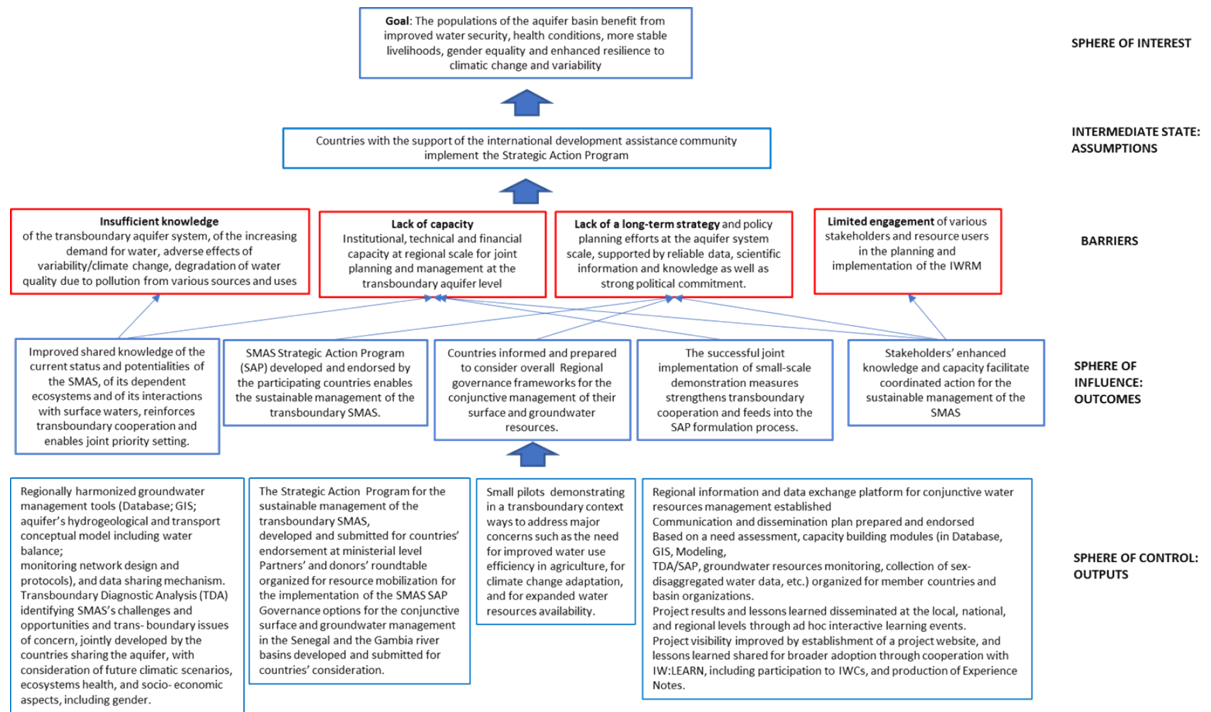 Goal: The populations of the aquifer basin benefit from
improved water security, health conditions, more stable
livelihoods, gender equality and enhanced resilience to
climatic change and variability
SPHERE OF INTEREST
Countries with the support of the international development assistance community
implement the Strategic Action Program
INTERMEDIATE STATE:
ASSUMPTIONS
Insufficient knowledge
of the transboundary aquifer system, of the increasing
demand for water, adverse effects of
variability/climate change, degradation of water
quality due to pollution from various sources and uses
Lack of capacity
Institutional, technical and financial
capacity at regional scale for joint
planning and management at the
transboundary aquifer level
Lack of a long-term strategy and policy
planning efforts at the aquifer system
scale, supported by reliable data, scientific
information and knowledge as well as
strong political commitment.
Limited engagement of various
stakeholders and resource users
in the planning and
implementation of the IWRM
BARRIERS
Improved shared knowledge of the
current status and potentialities of
the SMAS, of its dependent
ecosystems and of its interactions
with surface waters, reinforces
transboundary cooperation and
enables joint priority setting.
SMAS Strategic Action Program
(SAP) developed and endorsed
by the participating countries enables
the sustainable management of the
transboundary SMAS.
Countries informed and prepared
to consider overall Regional
governance frameworks for the
conjunctive management of their
surface and groundwater
resources.
The successful joint
implementation of small-scale
demonstration measures
strengthens transboundary
cooperation and feeds into the
SAP formulation process.
Stakeholders' enhanced
knowledge and capacity facilitate
coordinated action for the
sustainable management of the
SMAS
SPHERE OF
INFLUENCE:
OUTCOMES
Regionally harmonized groundwater
management tools (Database; GIS;
aquifer's hydrogeological and transport
conceptual model including water
balance;
monitoring network design and
protocols), and data sharing mechanism.
Transboundary Diagnostic Analysis (TDA)
identifying SMAS's challenges and
opportunities and trans- boundary issues
of concern, jointly developed by the
countries sharing the aquifer, with
consideration of future climatic scenarios,
ecosystems health, and socio- economic
aspects, including gender.
The Strategic Action Program for the
sustainable management of the
transboundary SMAS,
developed and submitted for countries'
endorsement at ministerial level
Partners' and donors' roundtable
organized for resource mobilization for
the implementation of the SMAS SAP
Governance options for the conjunctive
surface and groundwater management
in the Senegal and the Gambia river
basins developed and submitted for
countries' consideration.
Small pilots demonstrating
in a transboundary context
ways to address major
concerns such as the need
for improved water use
efficiency in agriculture, for
climate change adaptation,
and for expanded water
resources availability.
Regional information and data exchange platform for conjunctive water
resources management established
Communication and dissemination plan prepared and endorsed
Based on a need assessment, capacity building modules (in Database,
GIS, Modeling,
TDA/SAP, groundwater resources monitoring, collection of sex-
disaggregated water data, etc.) organized for member countries and
basin organizations.
Project results and lessons learned disseminated at the local, national,
and regional levels through ad hoc interactive learning events.
Project visibility improved by establishment of a project website, and
lessons learned shared for broader adoption through cooperation with
IW:LEARN, including participation to IWCs, and production of Experience
Notes.
SPHERE OF CONTROL:
OUTPUTS